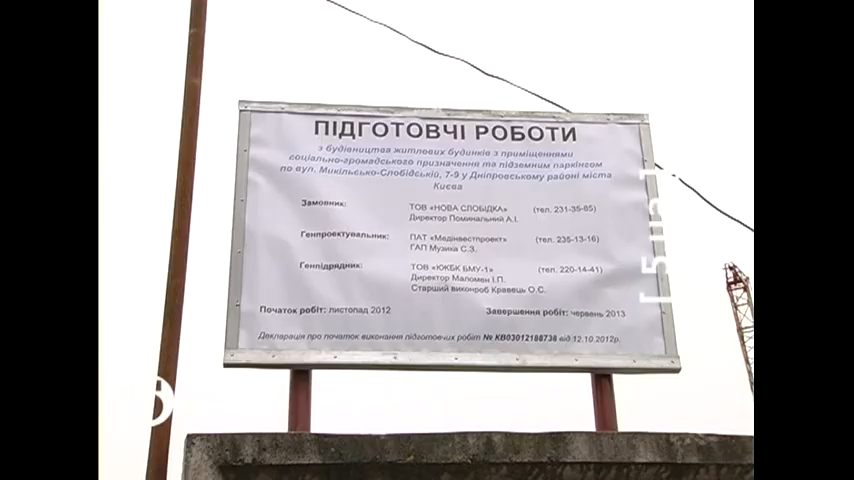 ПІДГОТОВЧІ РОБОТИ
з будівництва житлових будинків з приміщеннями
соціально-громадського призначення та підземним паркінгом
по вул. Микільсько-Слобідській, 7-9 у Дніпровському районі міста
Києва
Замовник: ТОВ «НОВА СЛОБІДКА» (тел. 231-35-85)
Директор Поминальний А.І.
Генпроектувальник: ПАТ «Медінвестпроект» (тел. 235-13-16)
ГАП Музика С.З.
Генпідрядник: ТОВ «ЮКБК БМУ-1» (тел. 220-14-41)
Директор Маломен І.П.
Старший виконроб Кравець О.С.
Початок робіт: листопад 2012 Завершення робіт: червень 2013
Декларація про початок виконання підготовчих робіт № КВ03012188738 від 12.10.2012р.